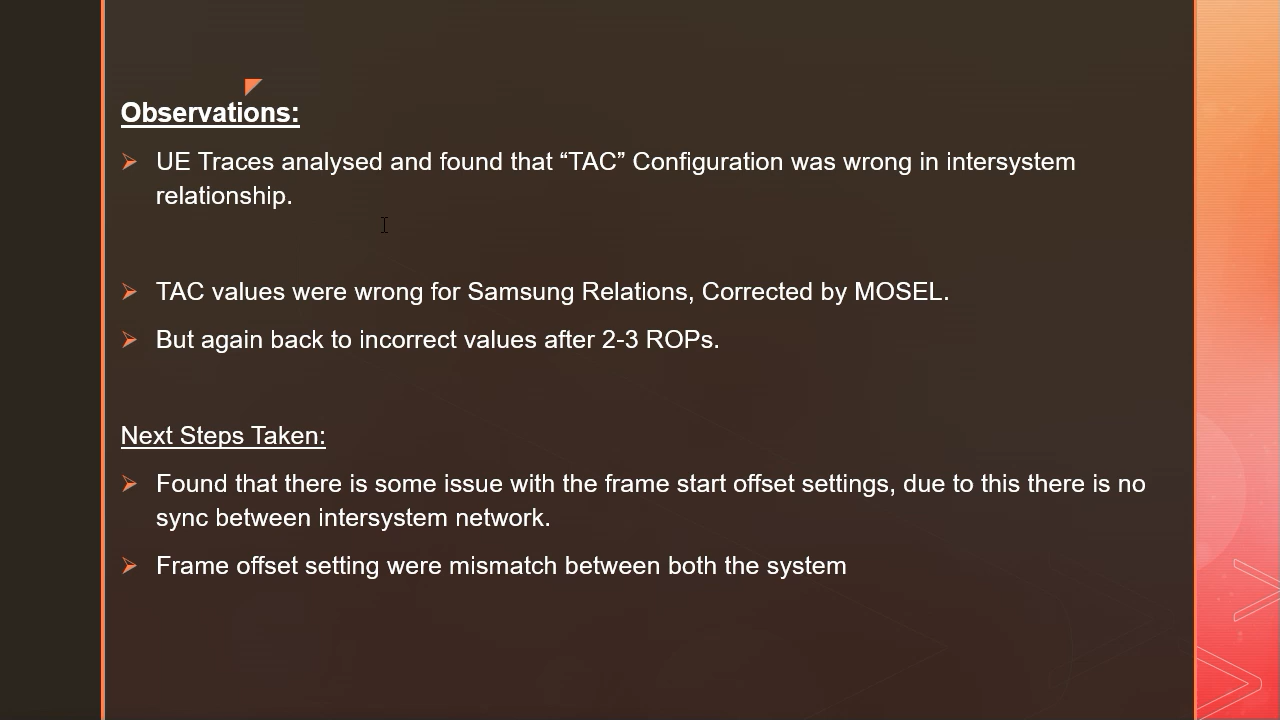 Observations:
UE Traces analysed and found that “TAC” Configuration was wrong in intersystem
relationship.
TAC values were wrong for Samsung Relations, Corrected by MOSEL.
But again back to incorrect values after 2-3 ROPs.
Next Steps Taken:
Found that there is some issue with the frame start offset settings, due to this there is no
sync between intersystem network.
Frame offset setting were mismatch between both the system